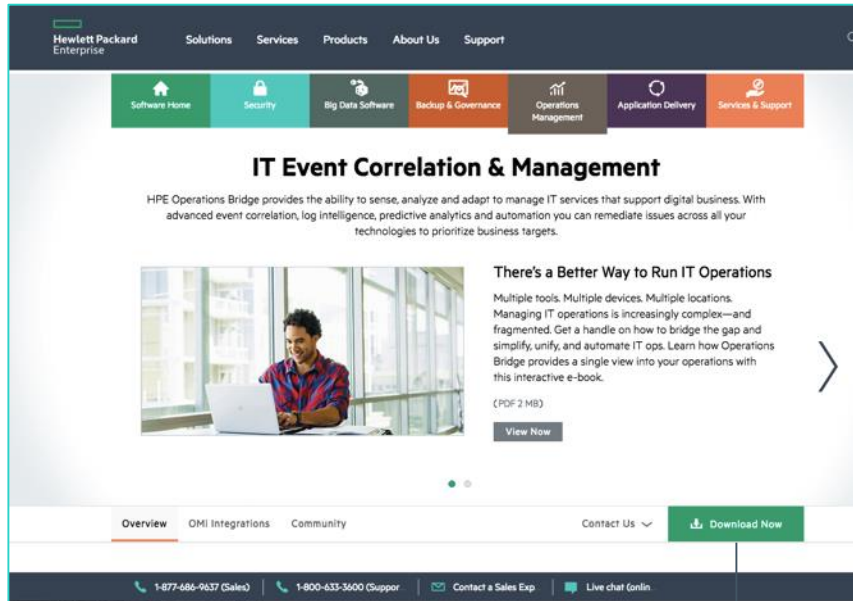 Hewlett Packard
Enterprise
Solutions Services Products About Us Support
Software Home Security Big Data Software Backup & Governance Operations Application Delivery Services & Support
Management
IT Event Correlation & Management
HPE Operations Bridge provides the ability to sense, analyze and adapt to manage IT services that support digital business. With
advanced event correlation, log intelligence, predictive analytics and automation you can remediate issues across all your
technologies to prioritize business targets.
There's a Better Way to Run IT Operations
Multiple tools. Multiple devices. Multiple locations.
Managing IT operations is increasingly complex—and
fragmented. Get a handle on how to bridge the gap and
simplify, unify, and automate IT ops. Learn how Operations
Bridge provides a single view into your operations with
this interactive e-book.
(PDF 2 MB)
View Now
Overview OMi Integrations Community Contact Us Download Now
1-877-686-9637 (Sales) 1-800-633-3600 (Suppor Contact a Sales Exp Live chat (onlin